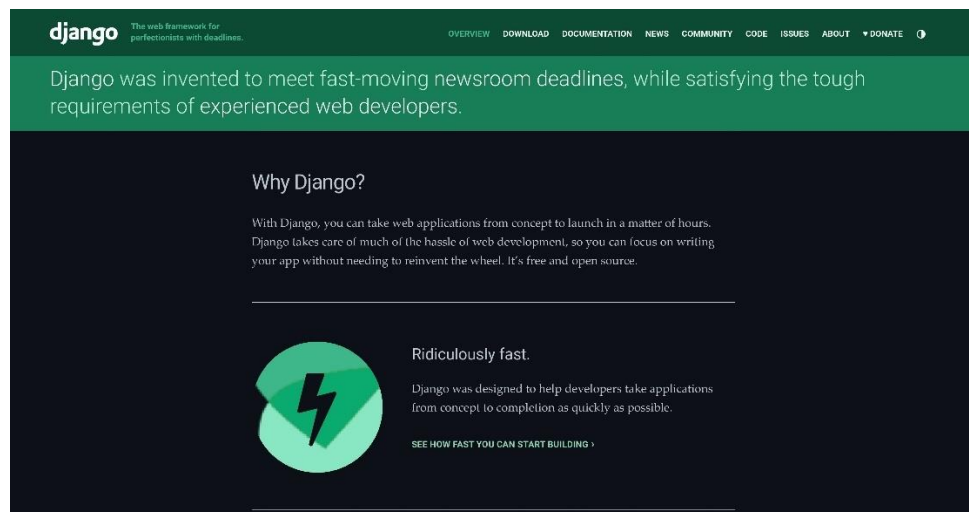 django
The web framework for
perfectionists with deadlines.
OVERVIEW DOWNLOAD DOCUMENTATION NEWS COMMUNITY CODE ISSUES ABOUT ♥ DONATE
Django was invented to meet fast-moving newsroom deadlines, while satisfying the tough
requirements of experienced web developers.
Why Django?
With Django, you can take web applications from concept to launch in a matter of hours.
Django takes care of much of the hassle of web development, so you can focus on writing
your app without needing to reinvent the wheel. It’s free and open source.
Ridiculously fast.
Django was designed to help developers take applications
from concept to completion as quickly as possible.
SEE HOW FAST YOU CAN START BUILDING ›